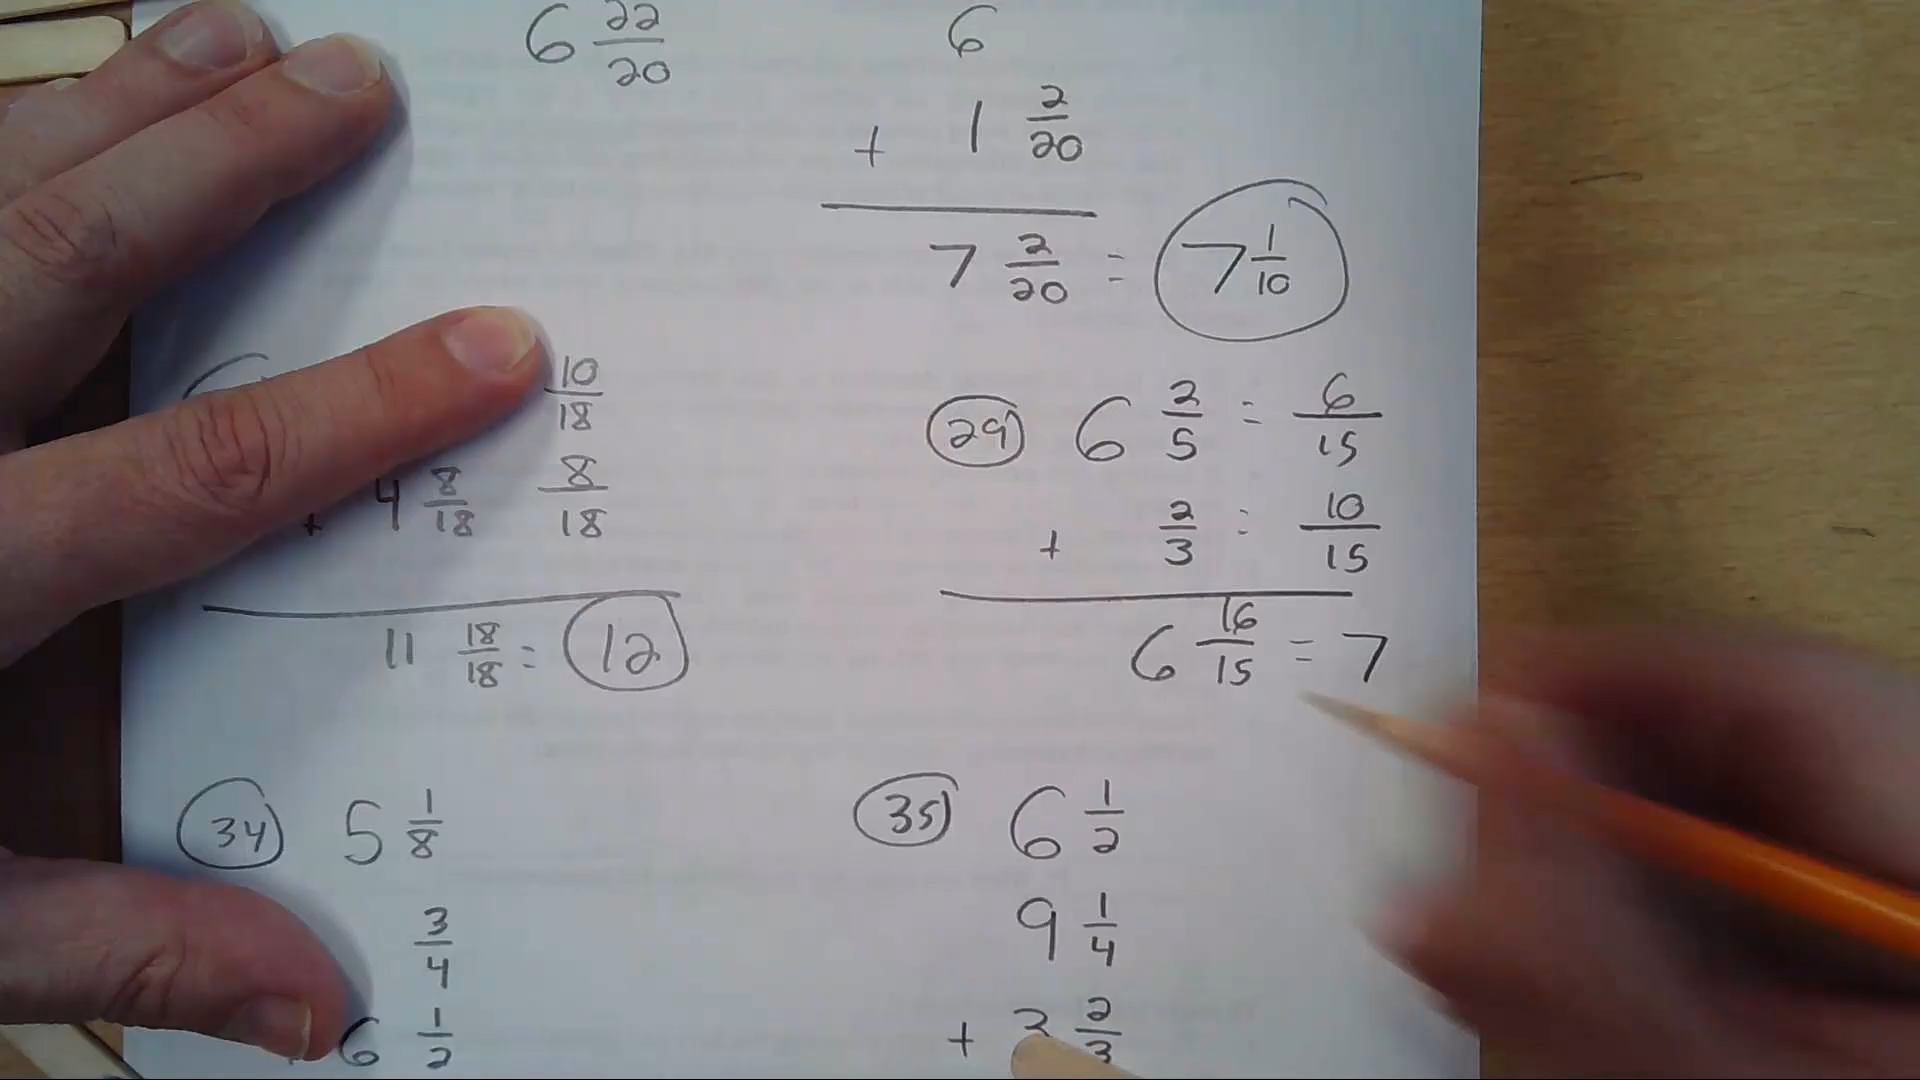 6 22/20
6
+ 1 2/20
7 2/20 = 7 1/10
10/18
+ 4 8/18 8/18
11 18/18 = 12
29 6 2/5 = 6/15
+ 2/3 = 10/15
6 16/15 = 7
34 5 1/8
3/4
6 1/2
35 6 1/2
9 1/4
+ 2/3